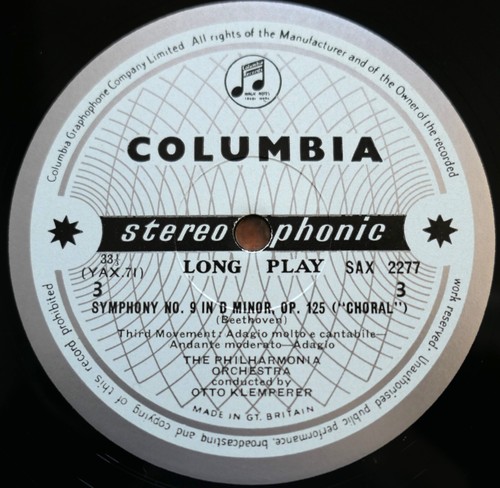 Columbia Graphophone Company Limited. All rights of the Manufacturer and of the Owner of the recorded work reserved. Unauthorised public performance, broadcasting and copying of this record prohibited
COLUMBIA
stereophonic
33⅓
(YAX.71)
LONG PLAY
SAX 2277
3
3
SYMPHONY NO. 9 IN D MINOR, OP. 125 ("CHORAL")
(Beethoven)
Third Movement: Adagio molto e cantabile—
Andante moderato—Adagio
THE PHILHARMONIA
ORCHESTRA
conducted by
OTTO KLEMPERER
MADE IN GT. BRITAIN